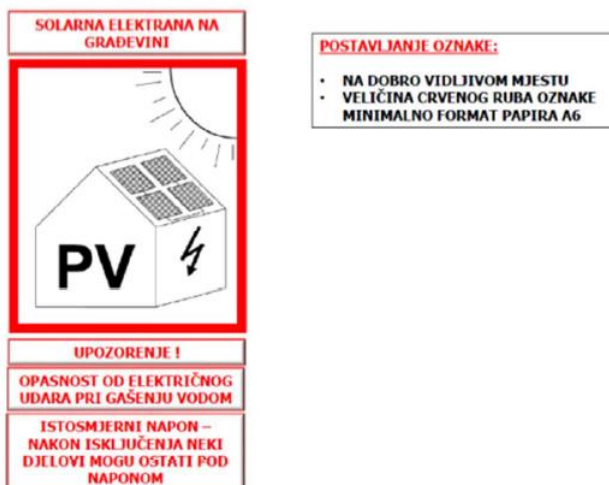 SOLARNA ELEKTRANA NA
GRAĐEVINI
PV
UPOZORENJE !
OPASNOST OD ELEKTRIČNOG
UDARA PRI GAŠENJU VODOM
ISTOSMJERNI NAPON –
NAKON ISKLJUČENJA NEKI
DJELOVI MOGU OSTATI POD
NAPONOM
POSTAVLJANJE OZNAKE:
• NA DOBRO VIDLJIVOM MJESTU
• VELIČINA CRVENOG RUBA OZNAKE
MINIMALNO FORMAT PAPIRA A6